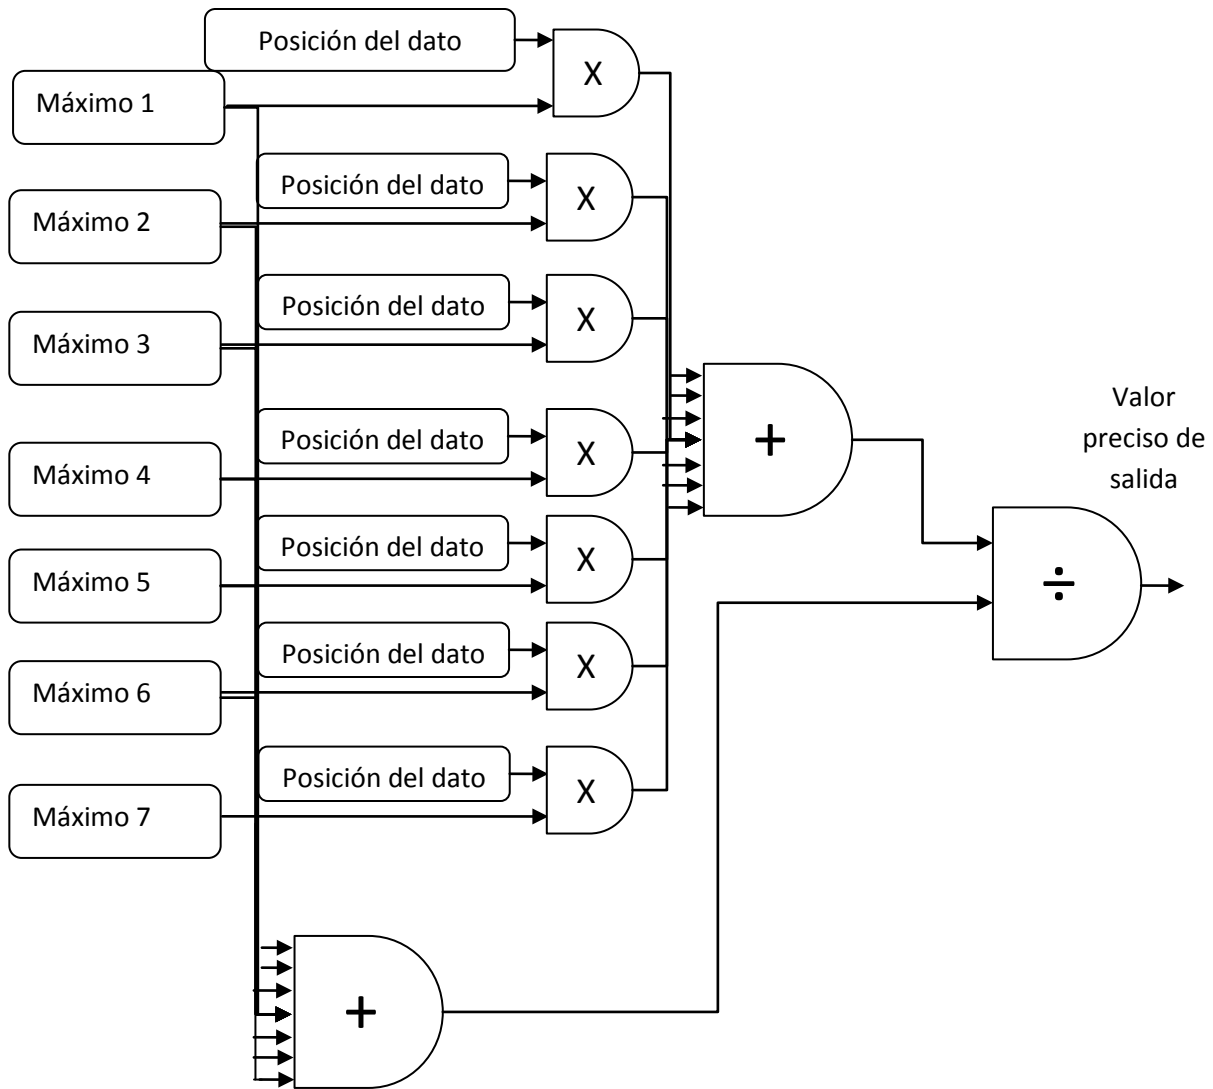 Posición del dato
X
Máximo 1
Posición del dato
X
Máximo 2
Posición del dato
X
Máximo 3
Posición del dato
X
Máximo 4
Posición del dato
X
Máximo 5
Posición del dato
X
Máximo 6
Posición del dato
X
Máximo 7
+
Valor
preciso de
salida
÷
+